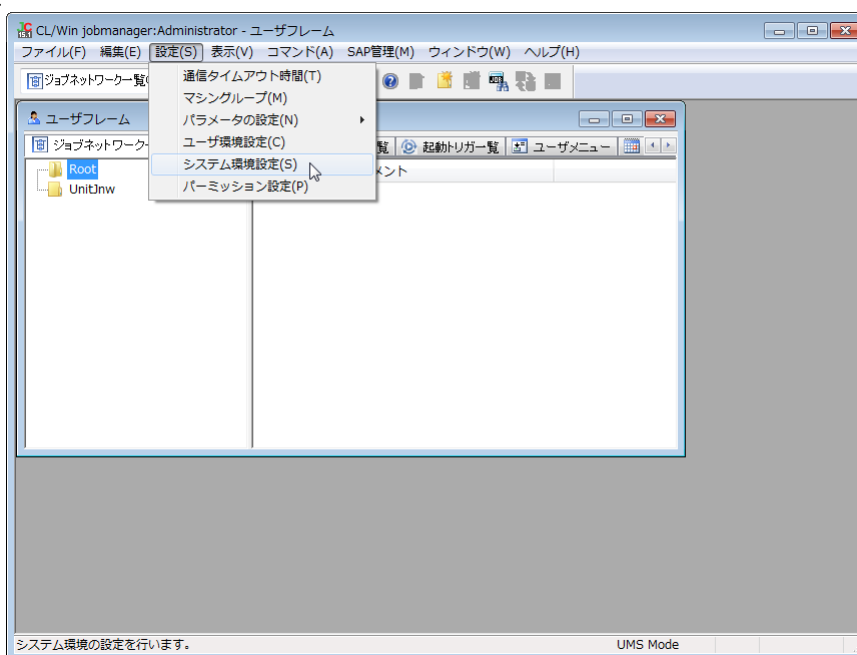 CL/Win jobmanager:Administrator - ユーザフレーム
ファイル(F) 編集(E) 設定(S) 表示(V) コマンド(A) SAP管理(M) ウィンドウ(W) ヘルプ(H)
ジョブネットワーク一覧
通信タイムアウト時間(T)
マシングループ(M)
パラメータの設定(N)
ユーザ環境設定(C)
システム環境設定(S)
パーミッション設定(P)
ユーザフレーム
ジョブネットワーク 覧 起動トリガ一覧 ユーザメニュー
Root
UnitJnw
メント
システム環境の設定を行います。 UMS Mode